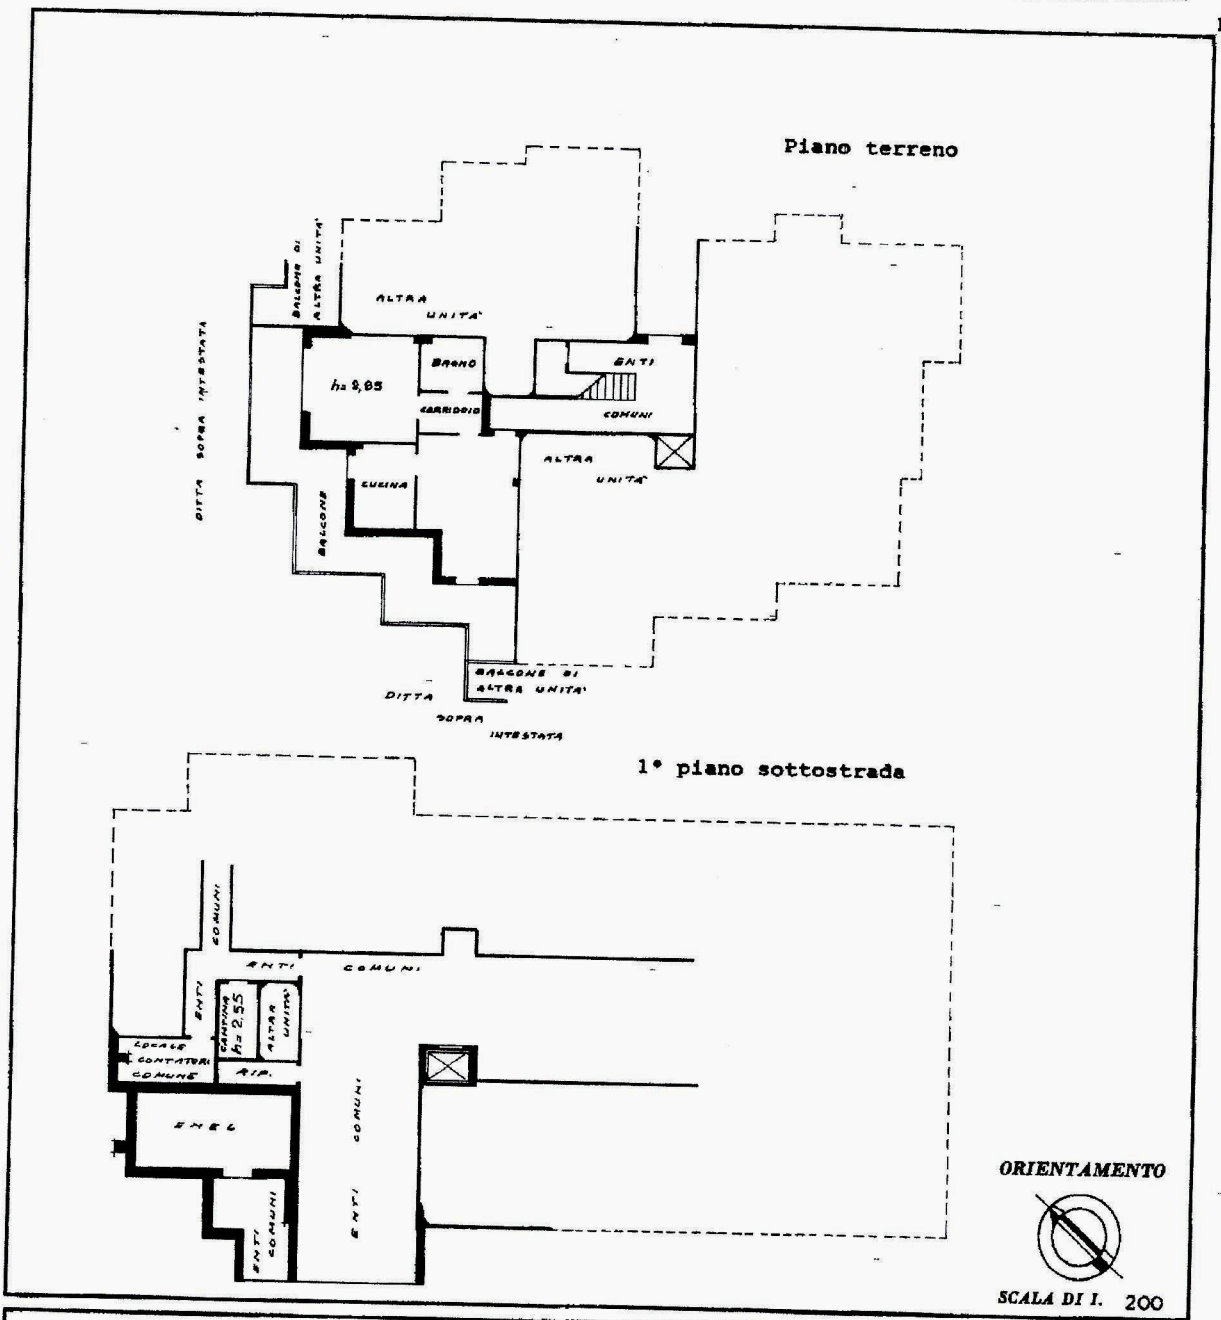 Piano terreno
BALCONE DI
ALTRA UNITA'
ALTRA
UNITA'
DITTA SOPRA INTESTATA
BAGNO
ENTI
h= 2,85
CORRIDOIO
COMUNI
ALTRA
UNITA'
CUCINA
BALCONE
BALCONE DI
ALTRA UNITA'
DITTA
SOPRA
INTESTATA
1° piano sottostrada
COMUNI
ENTI
COMUNI
ENTI
CANTINA
h= 2,55
ALTRA
UNITA'
LOCALE
CONTATORI
COMUNE
RIP.
ENEL
ENTI COMUNI
ENTI
COMUNI
ORIENTAMENTO
SCALA DI 1. 200